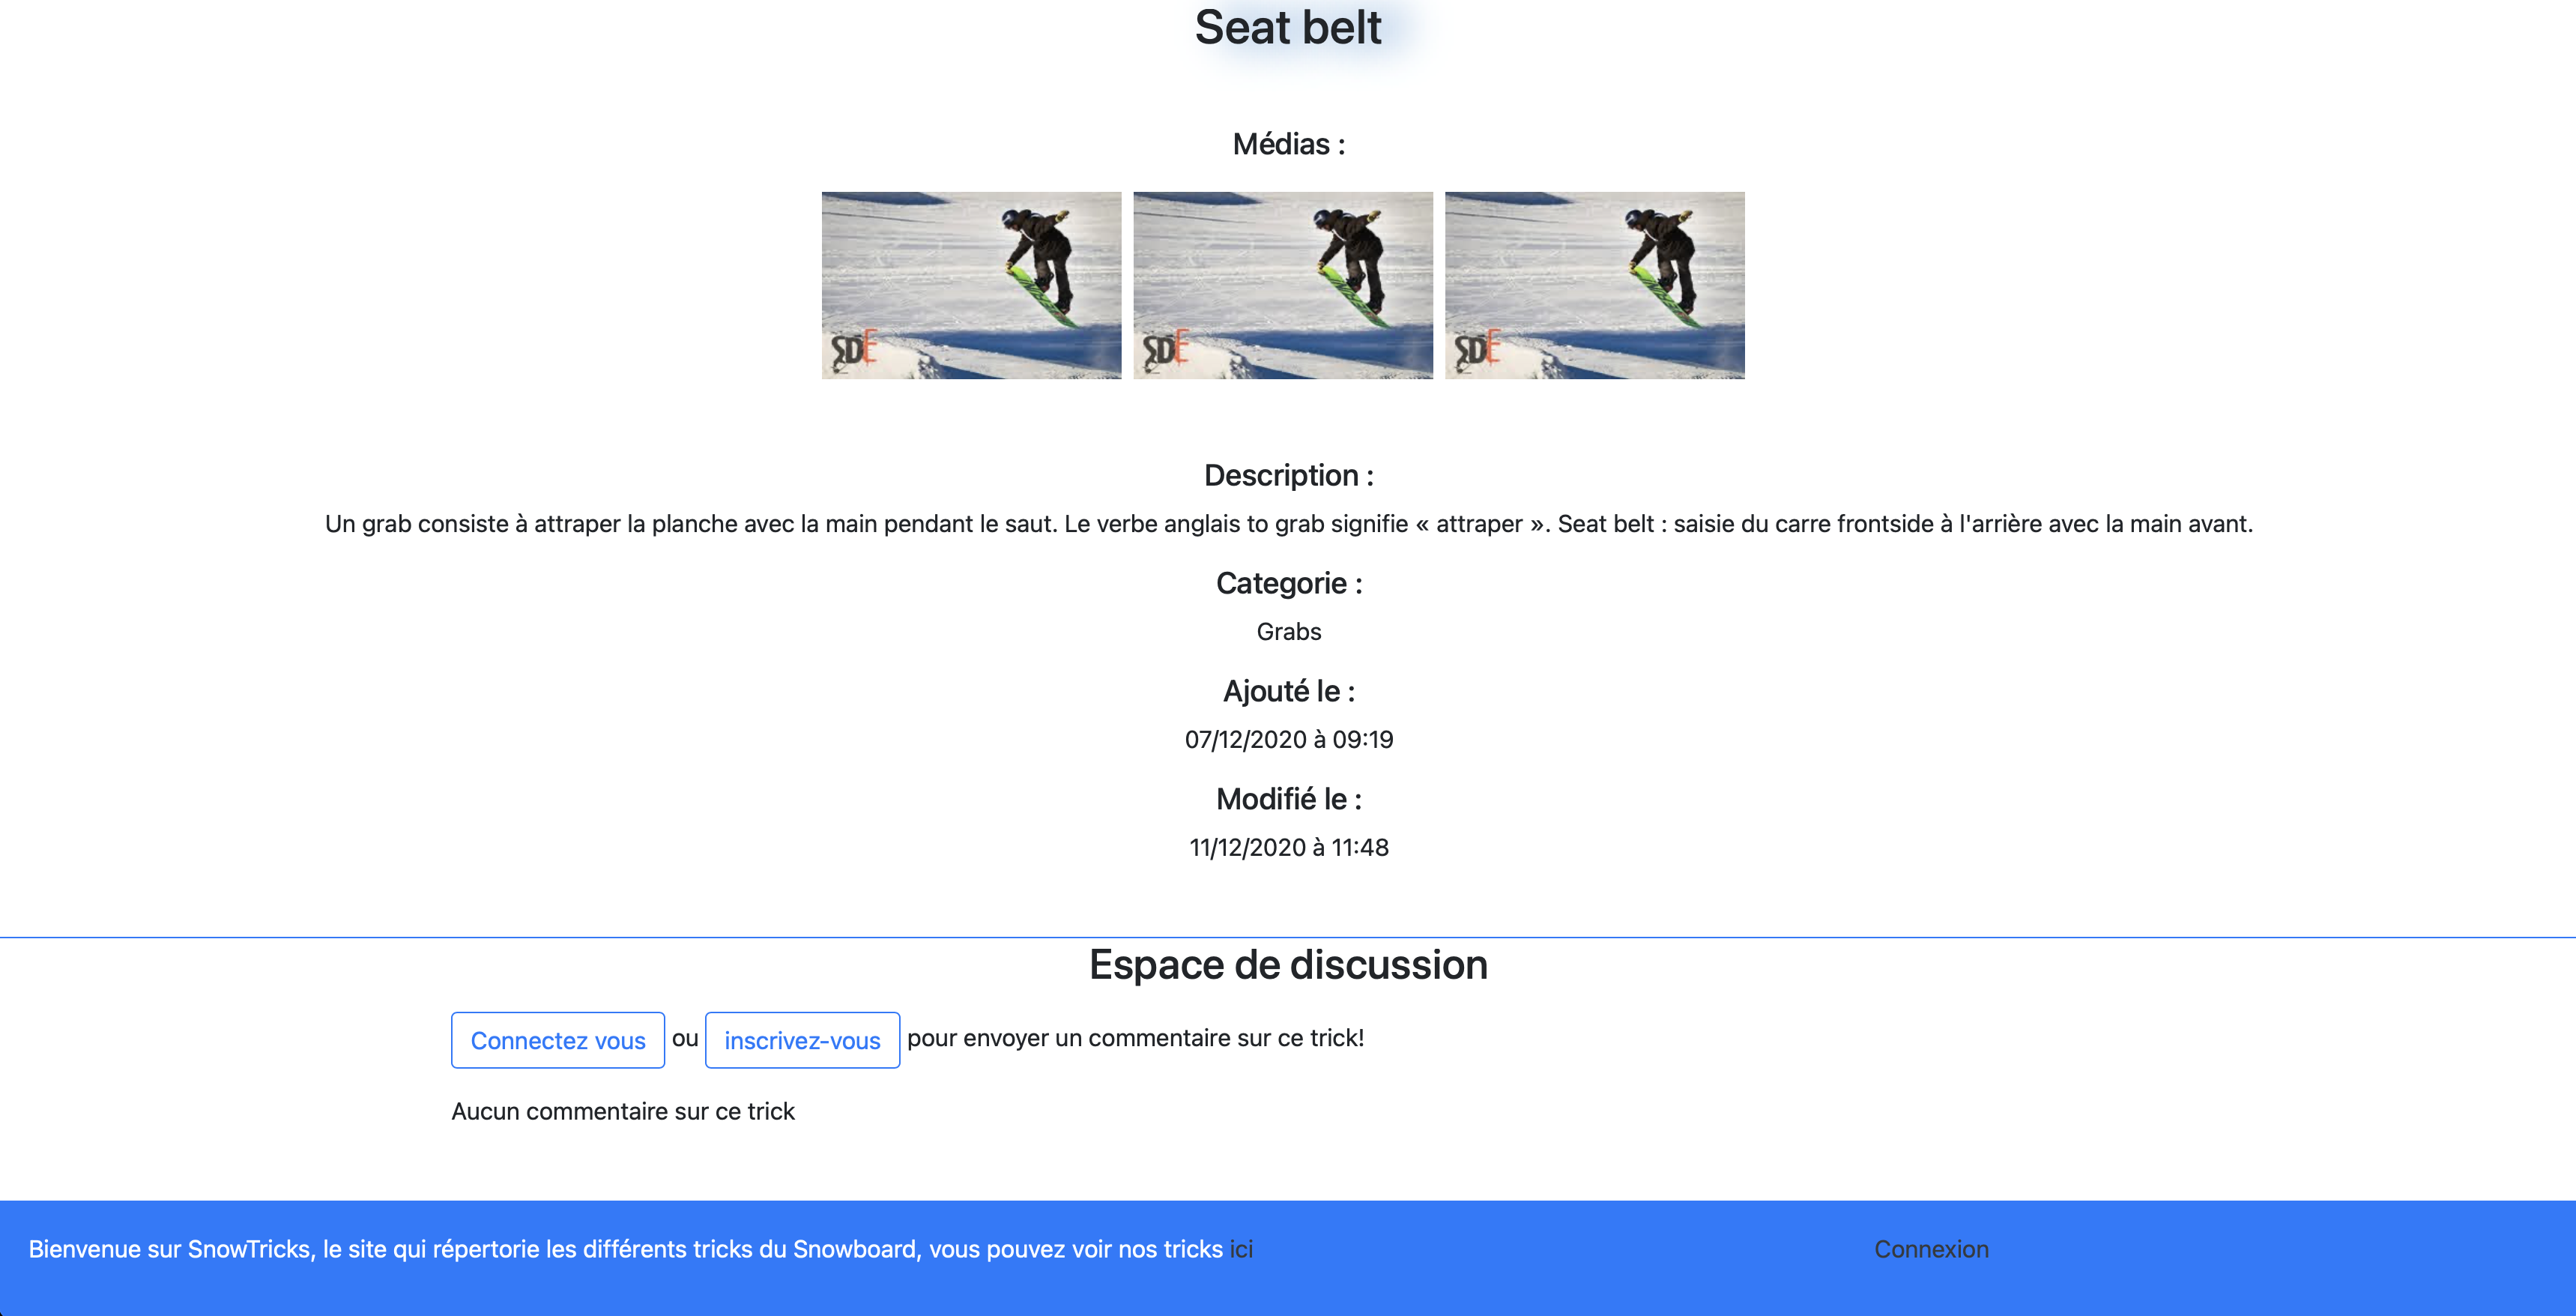 Seat belt
Médias :
SDE SDE SDE
Description :
Un grab consiste à attraper la planche avec la main pendant le saut. Le verbe anglais to grab signifie « attraper ». Seat belt : saisie du carre frontside à l'arrière avec la main avant.
Categorie :
Grabs
Ajouté le :
07/12/2020 à 09:19
Modifié le :
11/12/2020 à 11:48
Espace de discussion
Connectez vous ou inscrivez-vous pour envoyer un commentaire sur ce trick!
Aucun commentaire sur ce trick
Bienvenue sur SnowTricks, le site qui répertorie les différents tricks du Snowboard, vous pouvez voir nos tricks ici Connexion